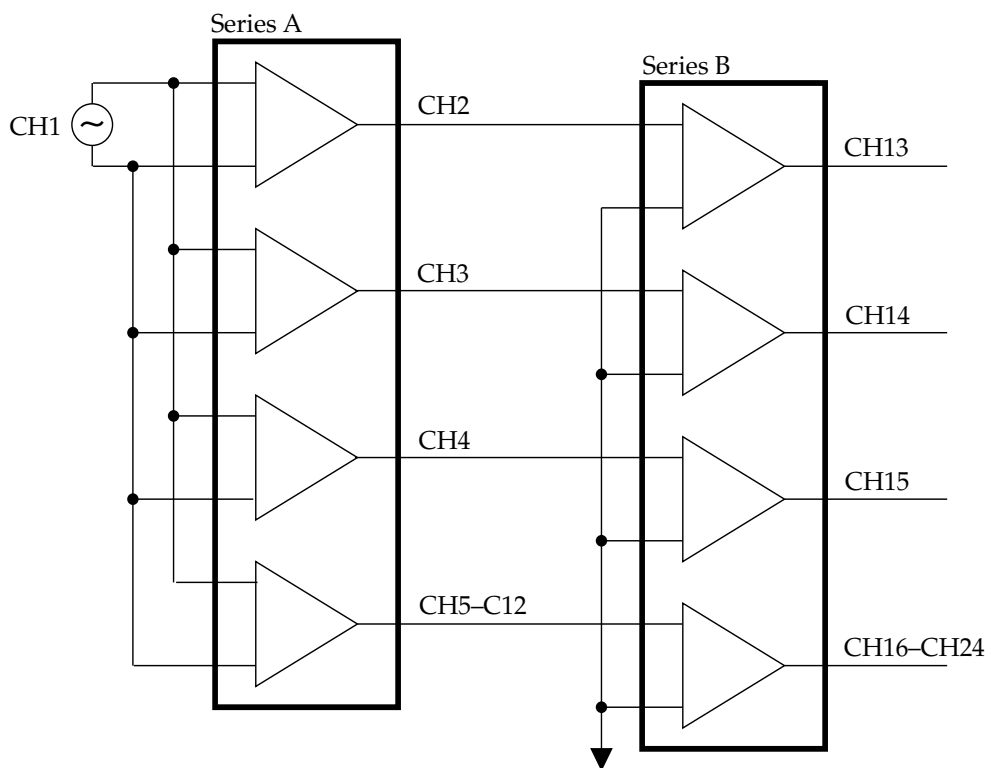 Series A
Series B
CH1
~
CH2
CH13
CH3
CH14
CH4
CH15
CH5–C12
CH16–CH24